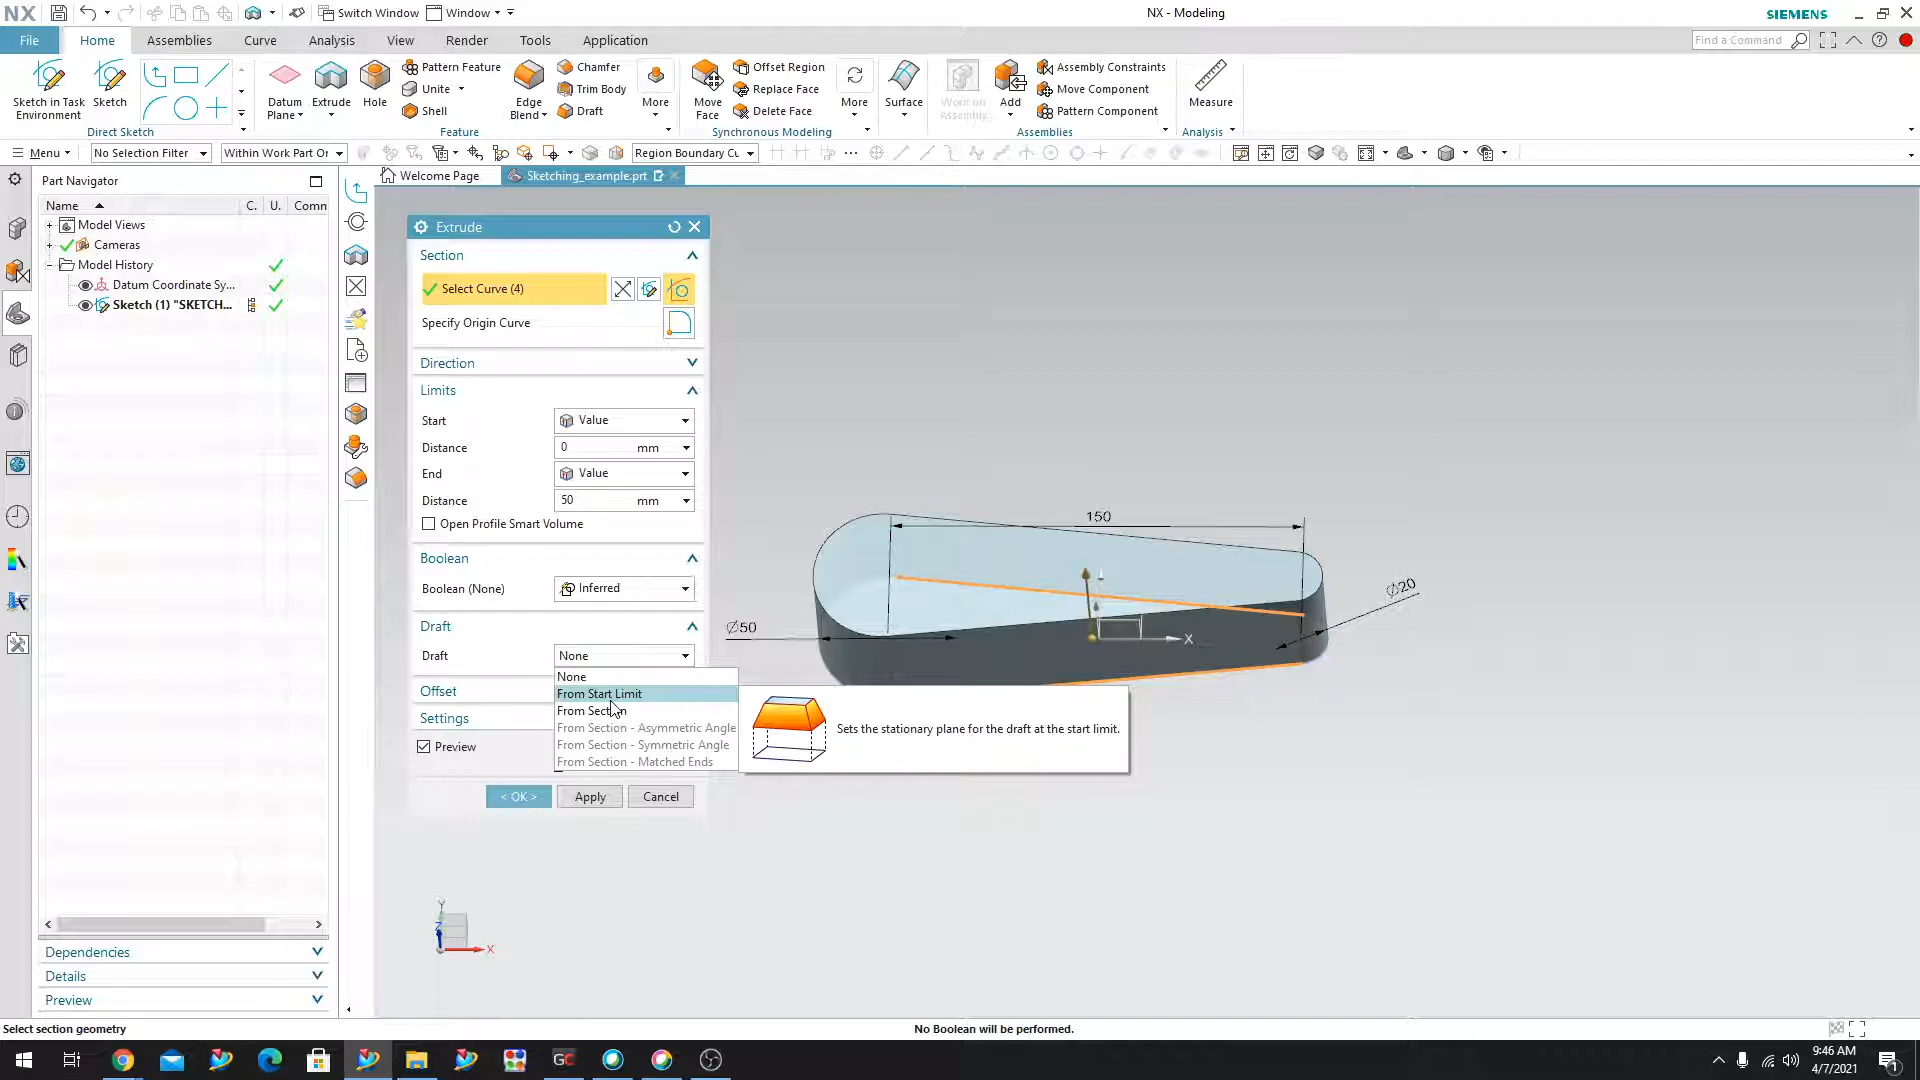 NX
Switch Window
Window
NX - Modeling
SIEMENS
File
Home
Assemblies
Curve
Analysis
View
Render
Tools
Application
Find a Command
Sketch in Task Environment
Sketch
Direct Sketch
Datum Plane
Extrude
Hole
Pattern Feature
Unite
Shell
Edge Blend
Chamfer
Trim Body
Draft
More
Feature
Move Face
Offset Region
Replace Face
Delete Face
More
Synchronous Modeling
Surface
Work on Assembly
Add
Assembly Constraints
Move Component
Pattern Component
Assemblies
Measure
Analysis
Menu
No Selection Filter
Within Work Part Or
Region Boundary Cu
Part Navigator
Welcome Page
Sketching_example.prt
Name
C.
U.
Comm
Model Views
Cameras
Model History
Datum Coordinate Sy...
Sketch (1) "SKETCH...
Extrude
Section
Select Curve (4)
Specify Origin Curve
Direction
Limits
Start
Value
Distance
0
mm
End
Value
Distance
50
mm
Open Profile Smart Volume
Boolean
Boolean (None)
Inferred
Draft
Draft
None
None
From Start Limit
From Section
From Section - Asymmetric Angle
From Section - Symmetric Angle
From Section - Matched Ends
Offset
Settings
Preview
< OK >
Apply
Cancel
Sets the stationary plane for the draft at the start limit.
150
Ø50
Ø20
X
Y
Z
X
Dependencies
Details
Preview
Select section geometry
No Boolean will be performed.
GC
9:46 AM
4/7/2021
1